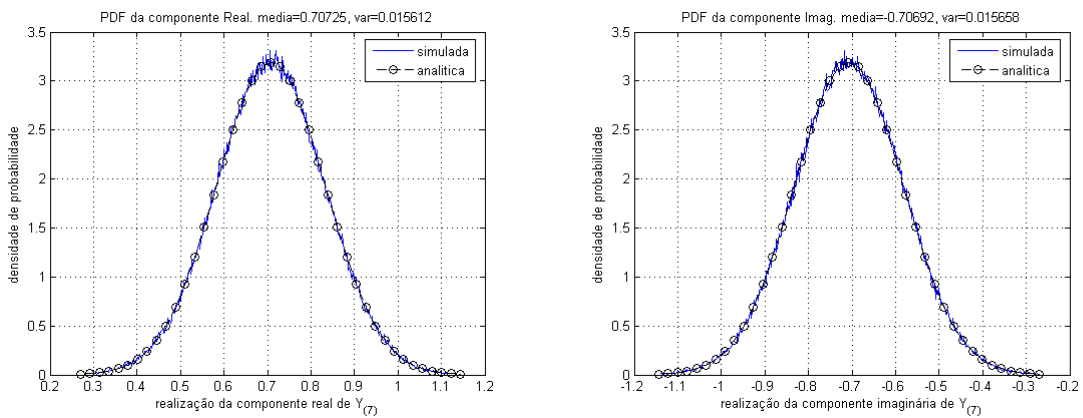 PDF da componente Real. media=0.70725, var=0.015612
3.5
3
2.5
2
1.5
1
0.5
0
densidade de probabilidade
simulada
analitica
0.2 0.3 0.4 0.5 0.6 0.7 0.8 0.9 1 1.1 1.2
realização da componente real de Y(7)
PDF da componente Imag. media=-0.70692, var=0.015658
3.5
3
2.5
2
1.5
1
0.5
0
densidade de probabilidade
simulada
analitica
-1.2 -1.1 -1 -0.9 -0.8 -0.7 -0.6 -0.5 -0.4 -0.3 -0.2
realização da componente imaginária de Y(7)